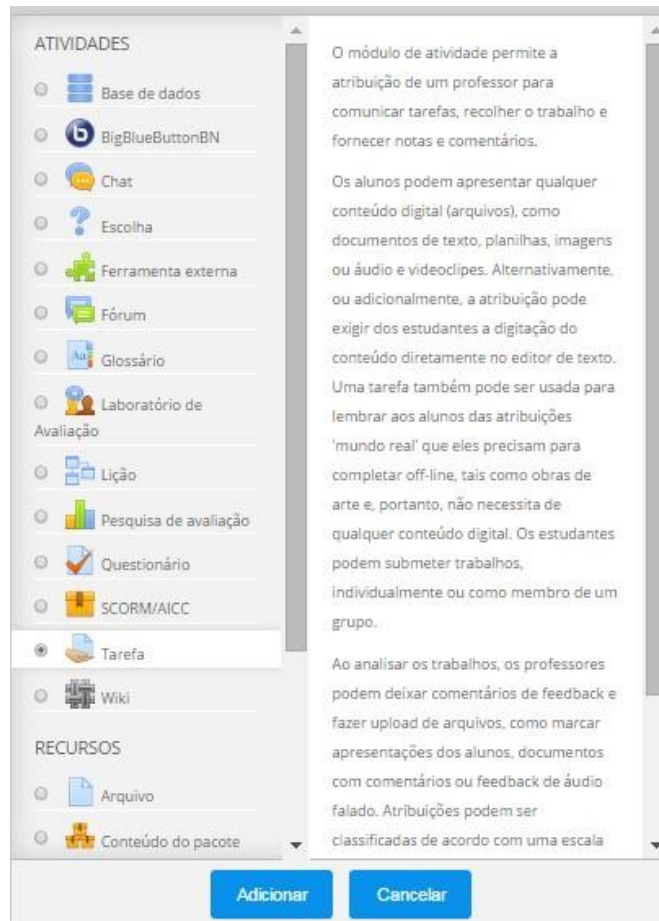 ATIVIDADES
Base de dados
BigBlueButtonBN
Chat
Escolha
Ferramenta externa
Fórum
Aa
Glossário
Laboratório de
Avaliação
Lição
Pesquisa de avaliação
Questionário
SCORM/AICC
Tarefa
Wiki
RECURSOS
Arquivo
Conteúdo do pacote
O módulo de atividade permite a
atribuição de um professor para
comunicar tarefas, recolher o trabalho e
fornecer notas e comentários.
Os alunos podem apresentar qualquer
conteúdo digital (arquivos), como
documentos de texto, planilhas, imagens
ou áudio e videoclipes. Alternativamente,
ou adicionalmente, a atribuição pode
exigir dos estudantes a digitação do
conteúdo diretamente no editor de texto.
Uma tarefa também pode ser usada para
lembrar aos alunos das atribuições
'mundo real' que eles precisam para
completar off-line, tais como obras de
arte e, portanto, não necessita de
qualquer conteúdo digital. Os estudantes
podem submeter trabalhos,
individualmente ou como membro de um
grupo.
Ao analisar os trabalhos, os professores
podem deixar comentários de feedback e
fazer upload de arquivos, como marcar
apresentações dos alunos, documentos
com comentários ou feedback de áudio
falado. Atribuições podem ser
classificadas de acordo com uma escala
Adicionar
Cancelar